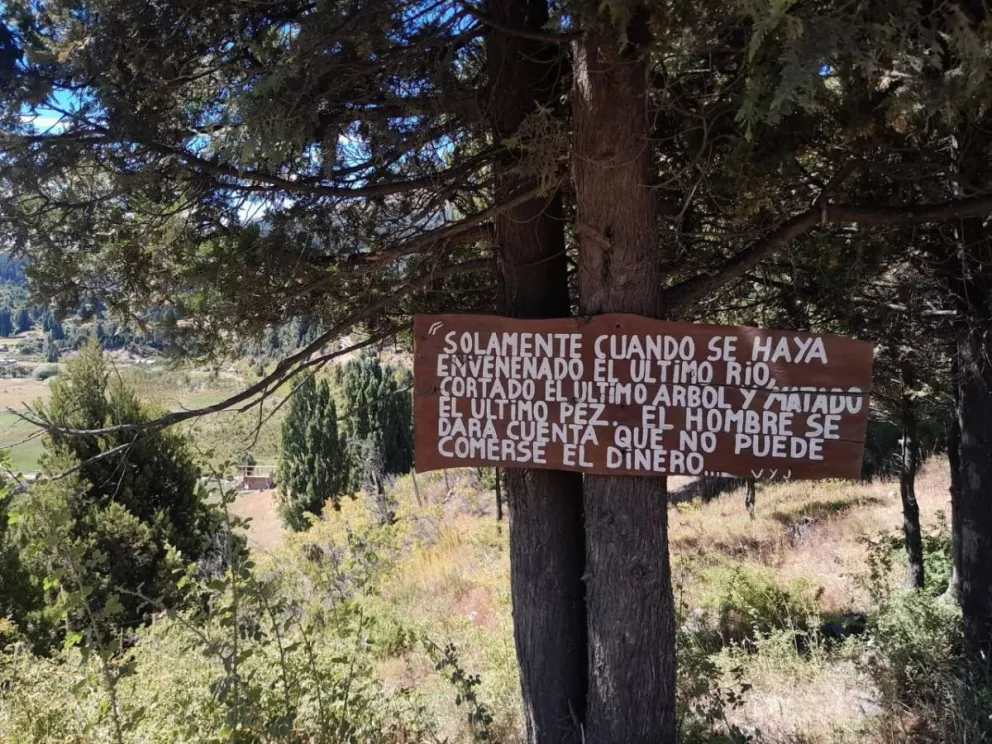 "SOLAMENTE CUANDO SE HAYA
ENVENENADO EL ULTIMO RIO,
CORTADO EL ULTIMO ARBOL Y MATADO
EL ULTIMO PÉZ. EL HOMBRE SE
DARA CUENTA QUE NO PUEDE
COMERSE EL DINERO....